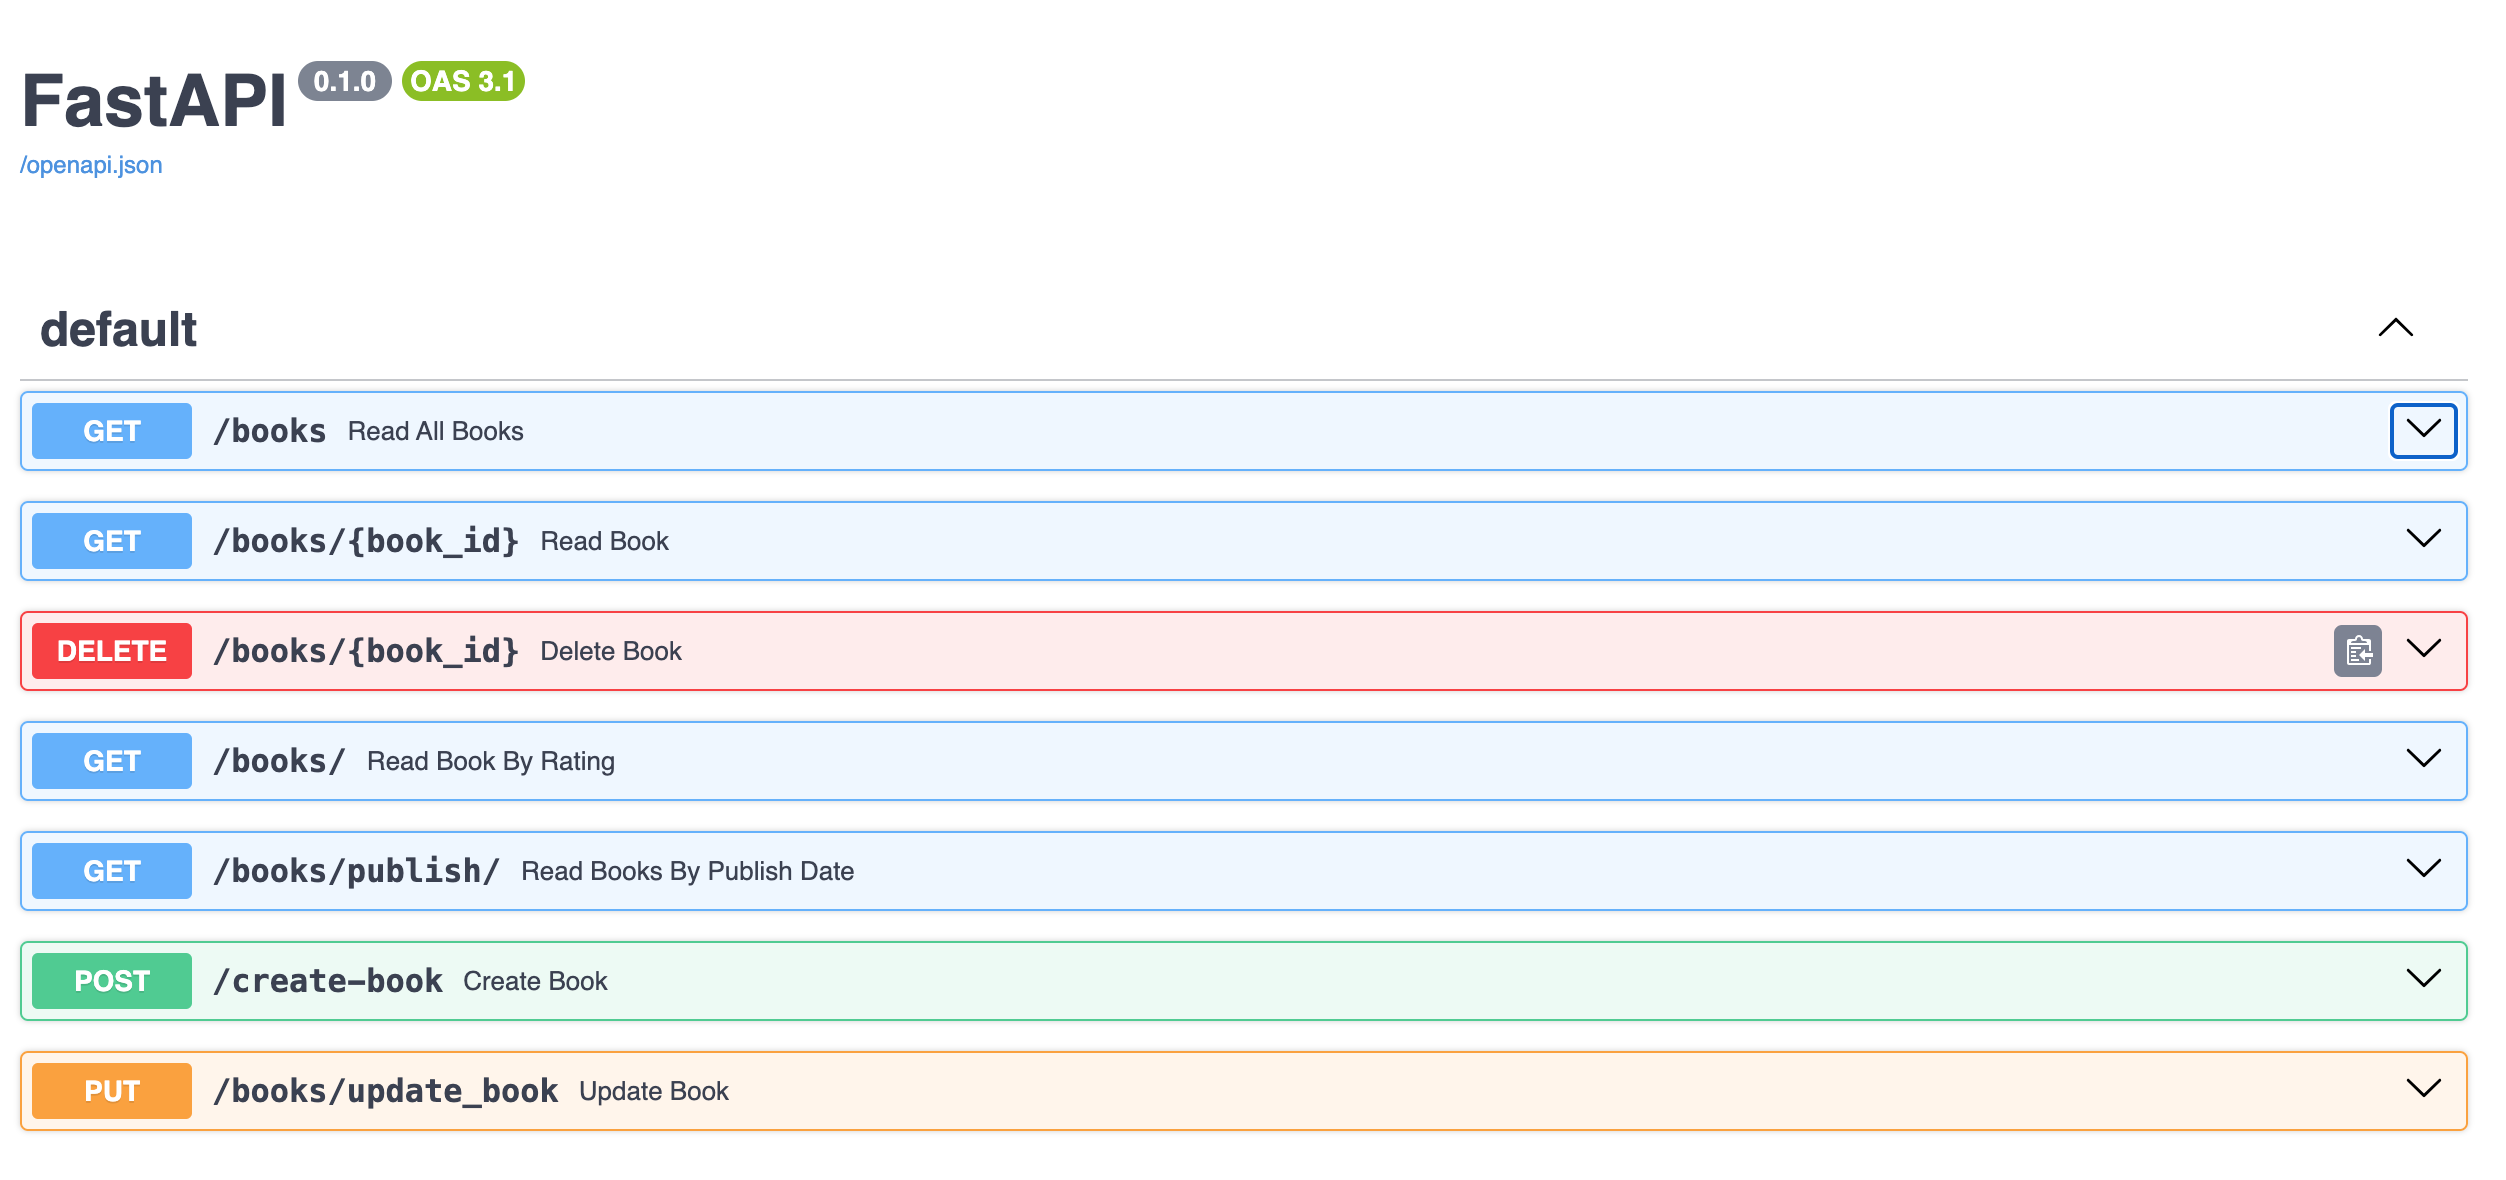 FastAPI 0.1.0 OAS 3.1
/openapi.json
default
GET /books Read All Books
GET /books/{book_id} Read Book
DELETE /books/{book_id} Delete Book
GET /books/ Read Book By Rating
GET /books/publish/ Read Books By Publish Date
POST /create-book Create Book
PUT /books/update_book Update Book